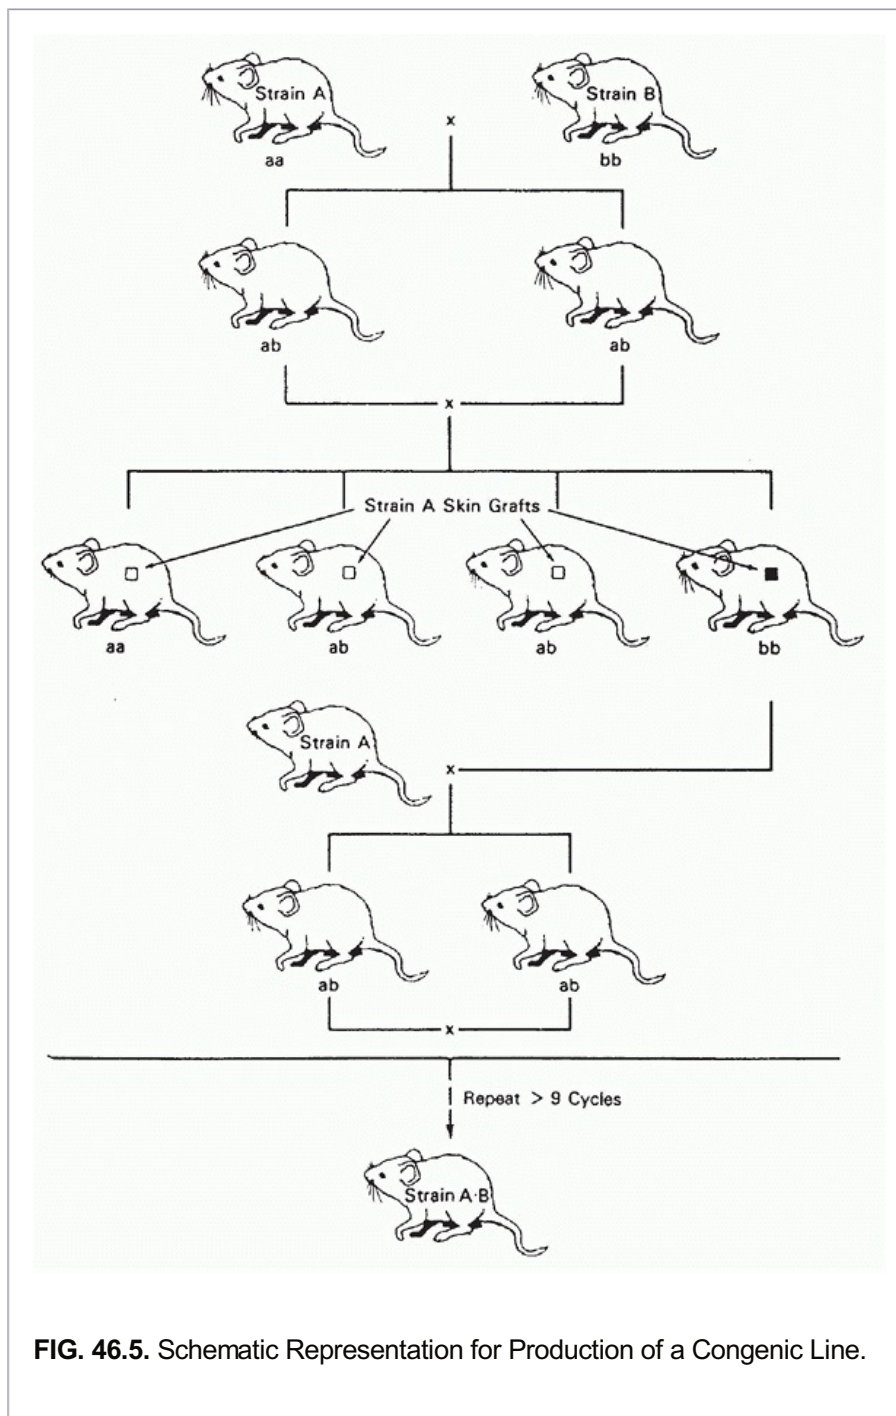 Strain A Strain B
x
aa bb
ab ab
x
Strain A Skin Grafts
aa ab ab bb
Strain A
x
ab ab
x
Repeat > 9 Cycles
Strain A·B
FIG. 46.5. Schematic Representation for Production of a Congenic Line.